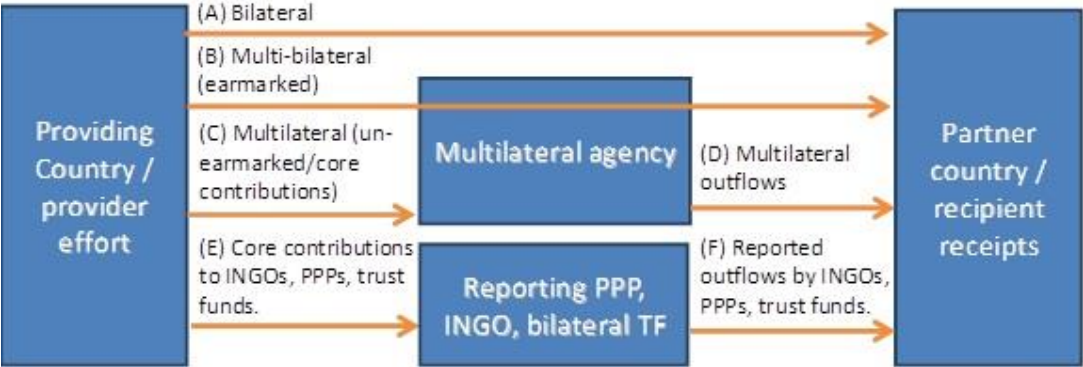 (A) Bilateral
(B) Multi-bilateral
(earmarked)
Providing
Country /
provider
effort
(C) Multilateral (un-
earmarked/core
contributions)
Multilateral agency
(D) Multilateral
outflows
Partner
country /
recipient
receipts
(E) Core contributions
to INGOs, PPPs, trust
funds.
Reporting PPP,
INGO, bilateral TF
(F) Reported
outflows by INGOs,
PPPs, trust funds.